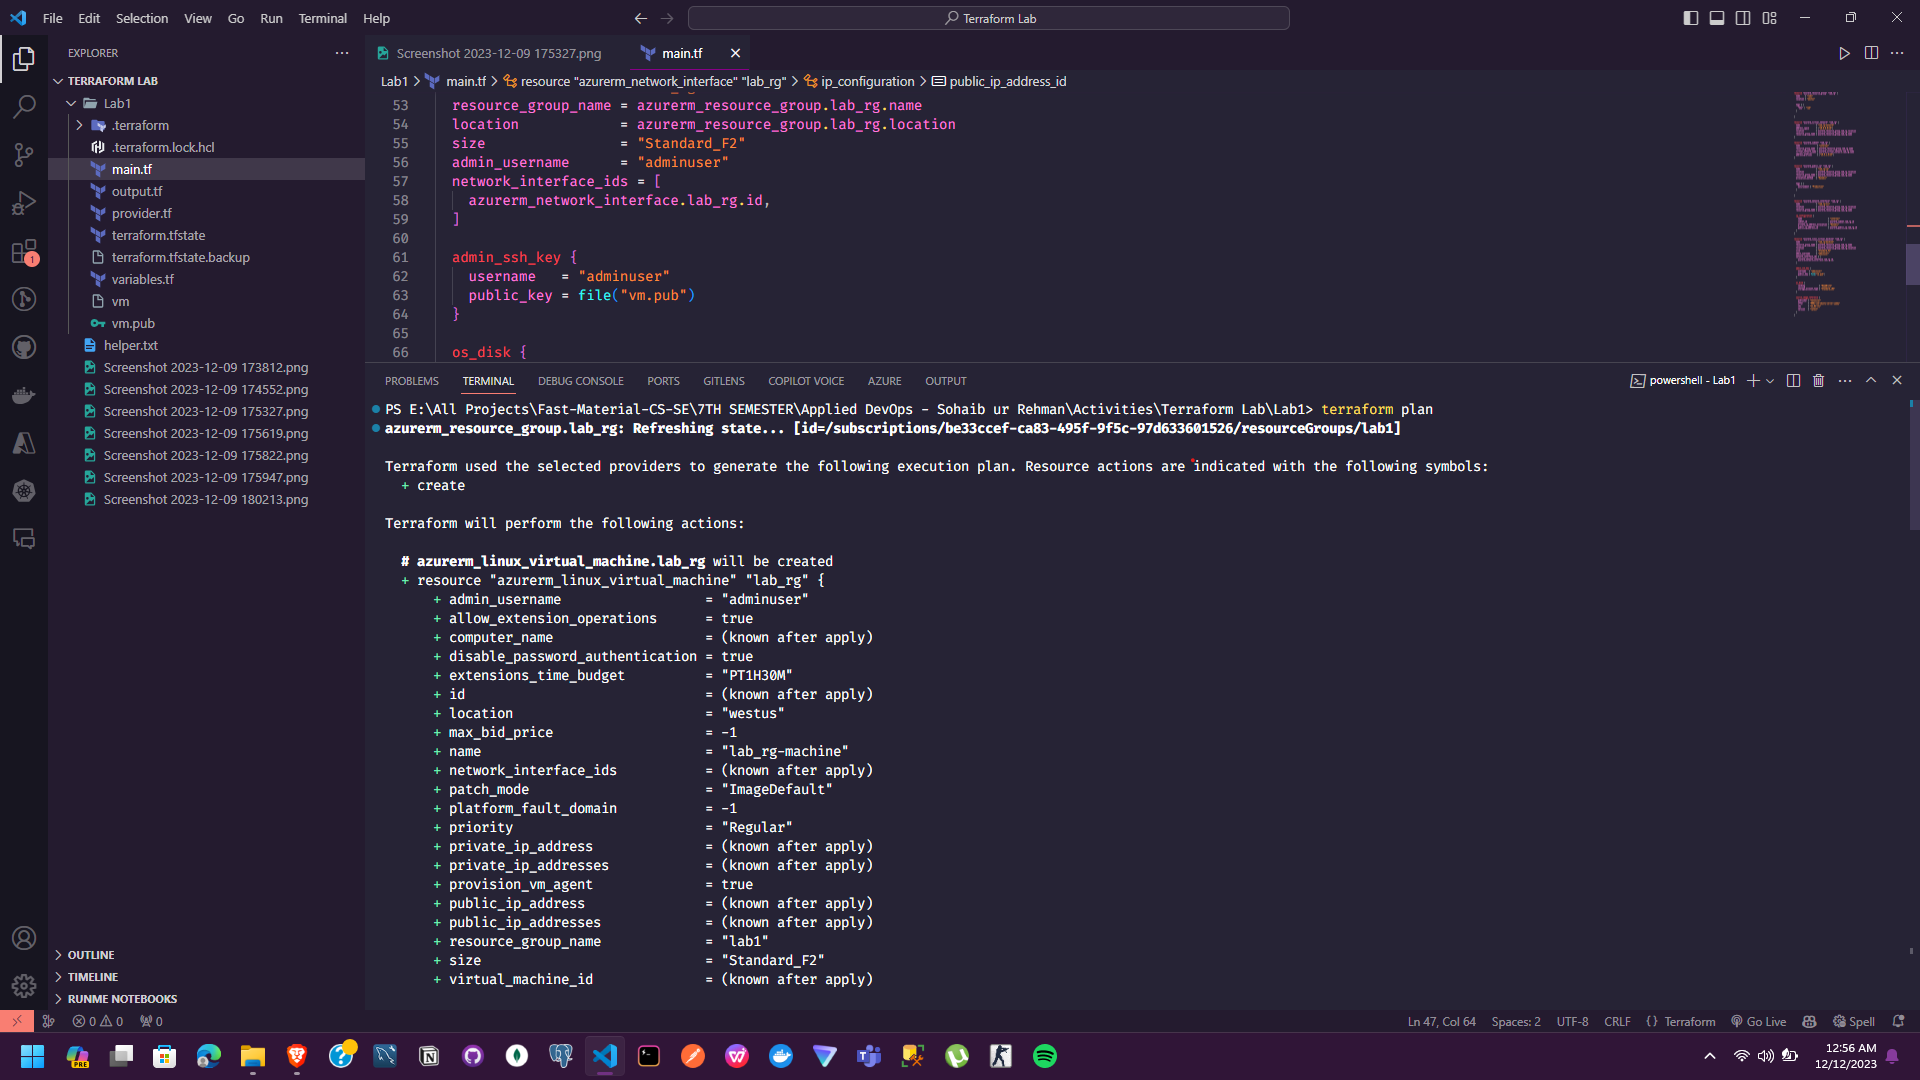 File Edit Selection View Go Run Terminal Help
Terraform Lab
EXPLORER
TERRAFORM LAB
Lab1
.terraform
.terraform.lock.hcl
main.tf
output.tf
provider.tf
terraform.tfstate
terraform.tfstate.backup
variables.tf
vm
vm.pub
helper.txt
Screenshot 2023-12-09 173812.png
Screenshot 2023-12-09 174552.png
Screenshot 2023-12-09 175327.png
Screenshot 2023-12-09 175619.png
Screenshot 2023-12-09 175822.png
Screenshot 2023-12-09 175947.png
Screenshot 2023-12-09 180213.png
OUTLINE
TIMELINE
RUNME NOTEBOOKS
1
Screenshot 2023-12-09 175327.png main.tf
Lab1 > main.tf > resource "azurerm_network_interface" "lab_rg" > ip_configuration > public_ip_address_id
53 resource_group_name = azurerm_resource_group.lab_rg.name
54 location = azurerm_resource_group.lab_rg.location
55 size = "Standard_F2"
56 admin_username = "adminuser"
57 network_interface_ids = [
58 azurerm_network_interface.lab_rg.id,
59 ]
60
61 admin_ssh_key {
62 username = "adminuser"
63 public_key = file("vm.pub")
64 }
65
66 os_disk {
PROBLEMS TERMINAL DEBUG CONSOLE PORTS GITLENS COPILOT VOICE AZURE OUTPUT
powershell - Lab1
PS E:\All Projects\Fast-Material-CS-SE\7TH SEMESTER\Applied DevOps - Sohaib ur Rehman\Activities\Terraform Lab\Lab1> terraform plan
azurerm_resource_group.lab_rg: Refreshing state... [id=/subscriptions/be33ccef-ca83-495f-9f5c-97d633601526/resourceGroups/lab1]
Terraform used the selected providers to generate the following execution plan. Resource actions are indicated with the following symbols:
+ create
Terraform will perform the following actions:
# azurerm_linux_virtual_machine.lab_rg will be created
+ resource "azurerm_linux_virtual_machine" "lab_rg" {
+ admin_username = "adminuser"
+ allow_extension_operations = true
+ computer_name = (known after apply)
+ disable_password_authentication = true
+ extensions_time_budget = "PT1H30M"
+ id = (known after apply)
+ location = "westus"
+ max_bid_price = -1
+ name = "lab_rg-machine"
+ network_interface_ids = (known after apply)
+ patch_mode = "ImageDefault"
+ platform_fault_domain = -1
+ priority = "Regular"
+ private_ip_address = (known after apply)
+ private_ip_addresses = (known after apply)
+ provision_vm_agent = true
+ public_ip_address = (known after apply)
+ public_ip_addresses = (known after apply)
+ resource_group_name = "lab1"
+ size = "Standard_F2"
+ virtual_machine_id = (known after apply)
0 0 0
Ln 47, Col 64 Spaces: 2 UTF-8 CRLF {} Terraform Go Live Spell
PRE
12:56 AM
12/12/2023